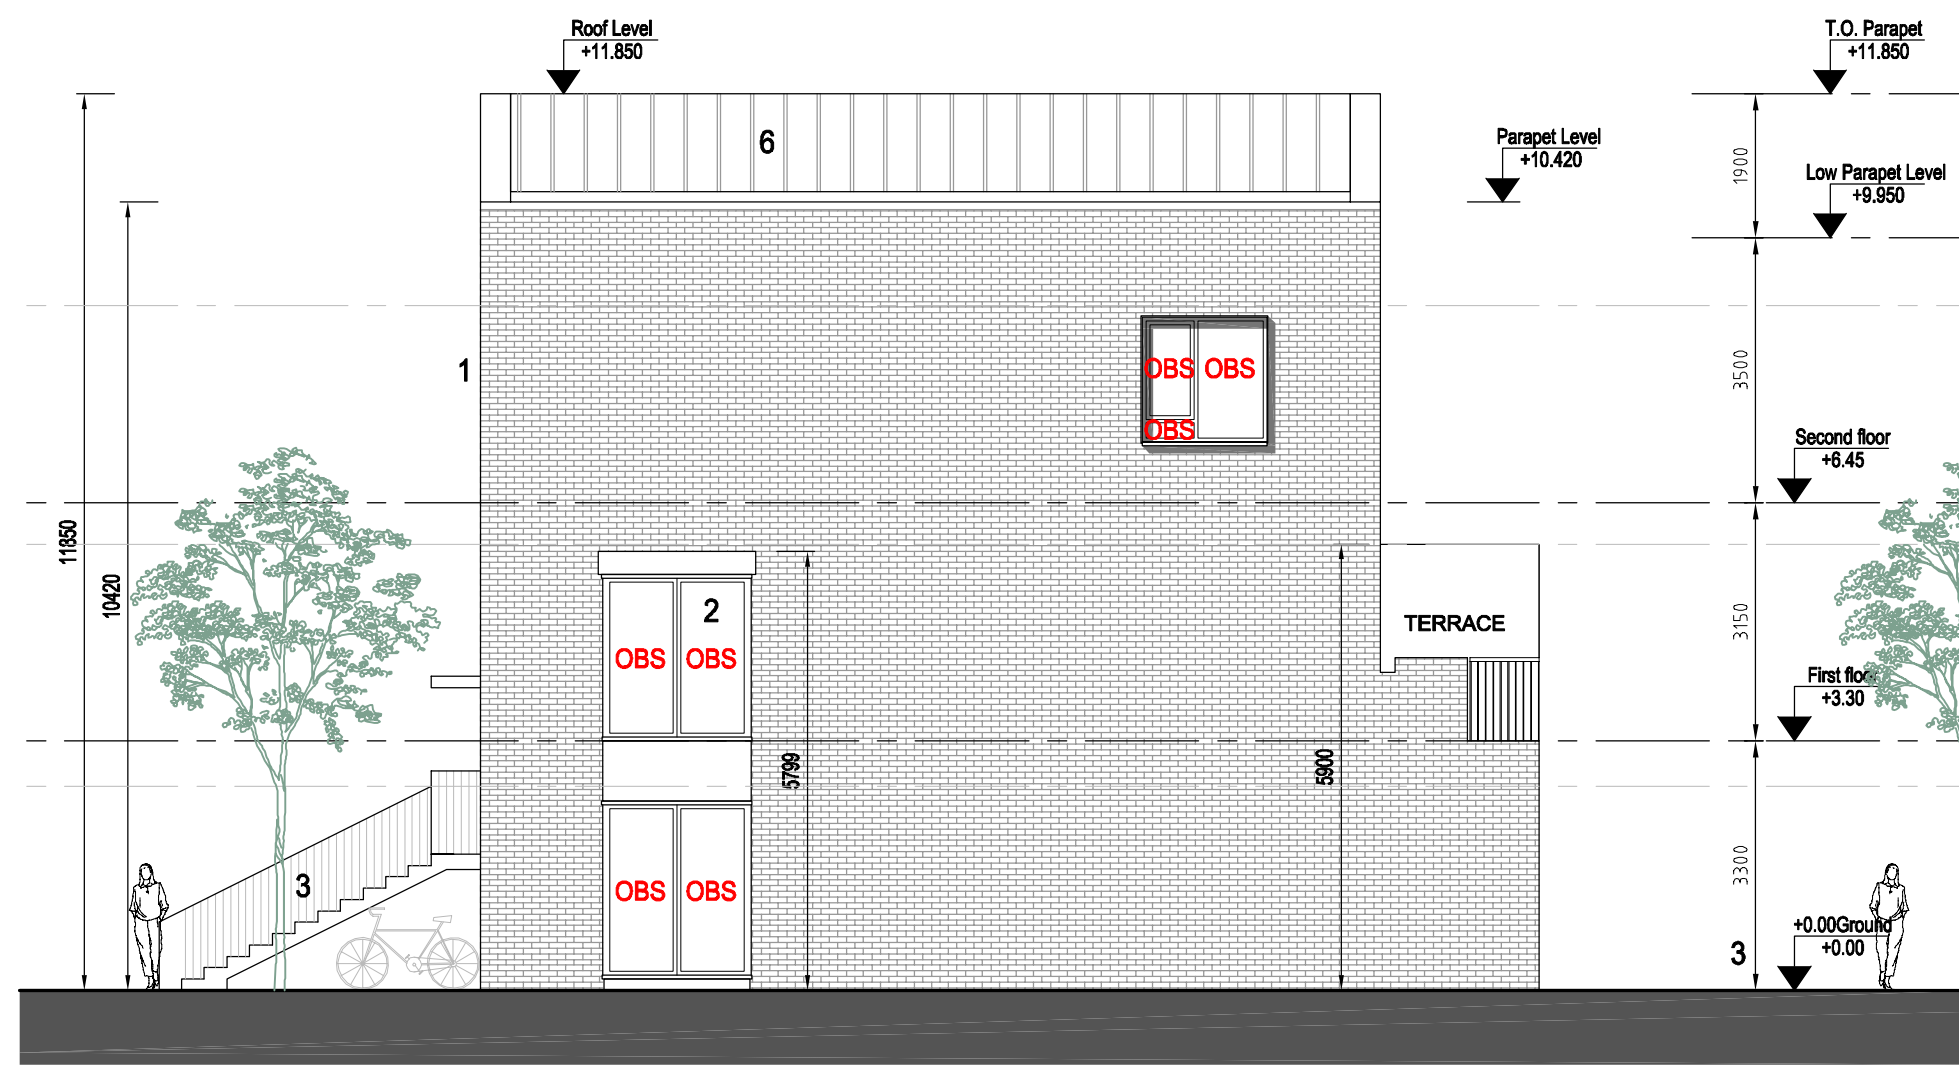 Roof Level
+11.850
T.O. Parapet
+11.850
6
Parapet Level
+10.420
1900
Low Parapet Level
+9.950
1
OBS OBS
OBS
3500
Second floor
+6.45
11850
10420
2
OBS OBS
TERRACE
3150
First floor
+3.30
5799
5900
3
OBS OBS
3300
+0.00Ground
+0.00
3